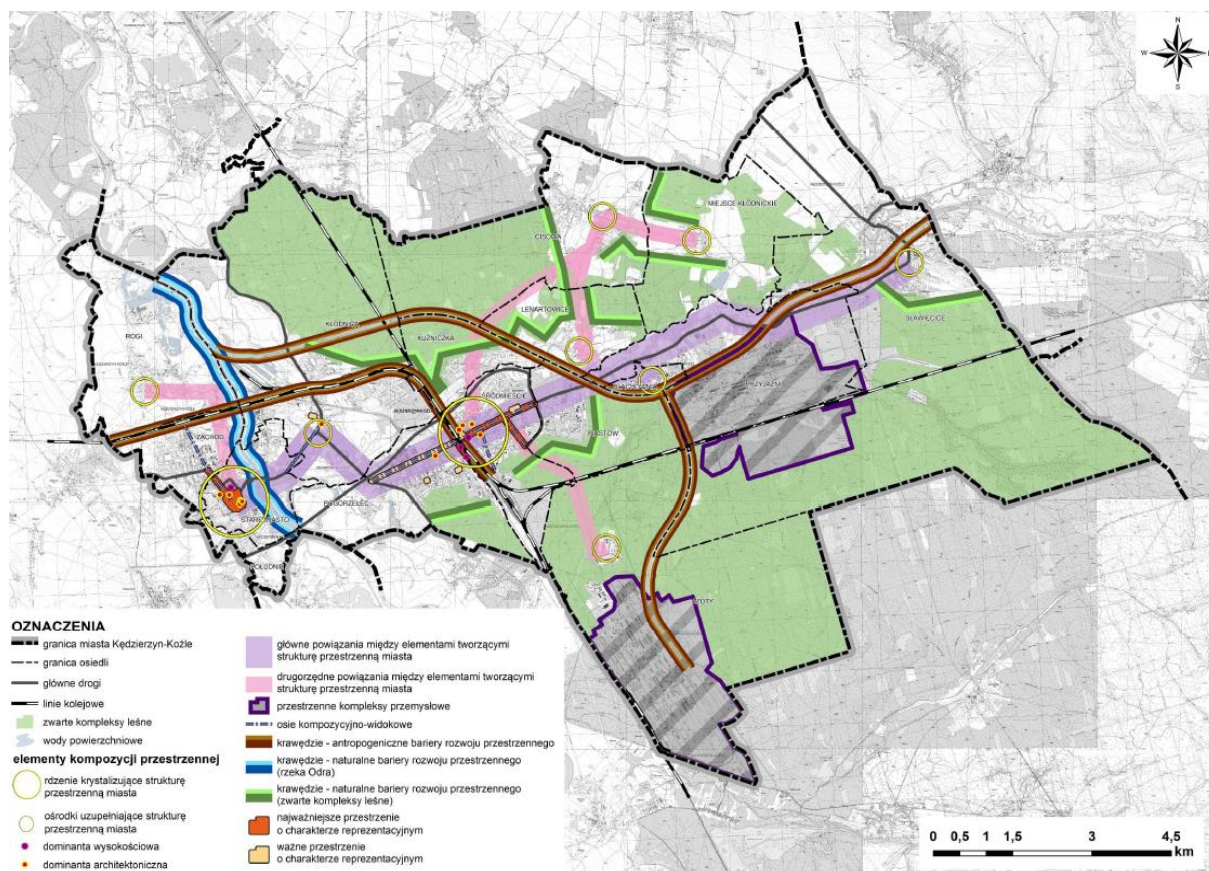 N
S
MIEJSCE KŁODNICKIE
CISOWA
LENARTOWICE
SŁAWIĘCICE
KŁODNICA
KUŹNICZKA
ROGI
ŚRÓDMIEŚCIE
PRZYJAŹNI
PIASTÓW
ZACHÓD
POGORZELEC
STARE MIASTO
POŁUDNIE
AZOTY
OZNACZENIA
granica miasta Kędzierzyn-Koźle
granica osiedli
główne drogi
linie kolejowe
zwarte kompleksy leśne
wody powierzchniowe
elementy kompozycji przestrzennej
rdzenie krystalizujące strukturę
przestrzenną miasta
ośrodki uzupełniające strukturę
przestrzenną miasta
dominanta wysokościowa
dominanta architektoniczna
główne powiązania między elementami tworzącymi
strukturę przestrzenną miasta
drugorzędne powiązania między elementami tworzącymi
strukturę przestrzenną miasta
przestrzenne kompleksy przemysłowe
osie kompozycyjno-widokowe
krawędzie - antropogeniczne bariery rozwoju przestrzennego
krawędzie - naturalne bariery rozwoju przestrzennego
(rzeka Odra)
krawędzie - naturalne bariery rozwoju przestrzennego
(zwarte kompleksy leśne)
najważniejsze przestrzenie
o charakterze reprezentacyjnym
ważne przestrzenie
o charakterze reprezentacyjnym
0 0,5 1 1,5 3 4,5
km